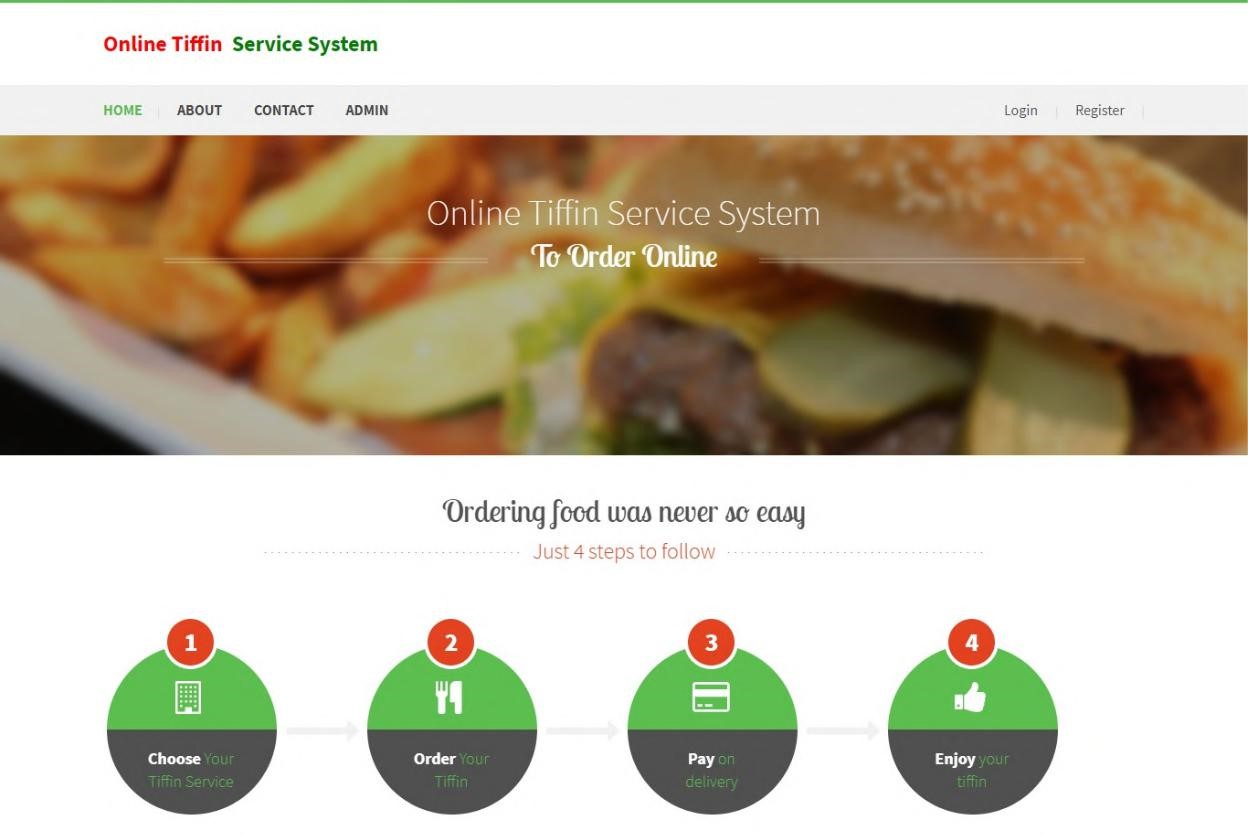 Online Tiffin Service System
HOME ABOUT CONTACT ADMIN Login Register
Online Tiffin Service System
To Order Online
Ordering food was never so easy
Just 4 steps to follow
1 2 3 4
Choose Your
Tiffin Service
Order Your
Tiffin
Pay on
delivery
Enjoy your
tiffin